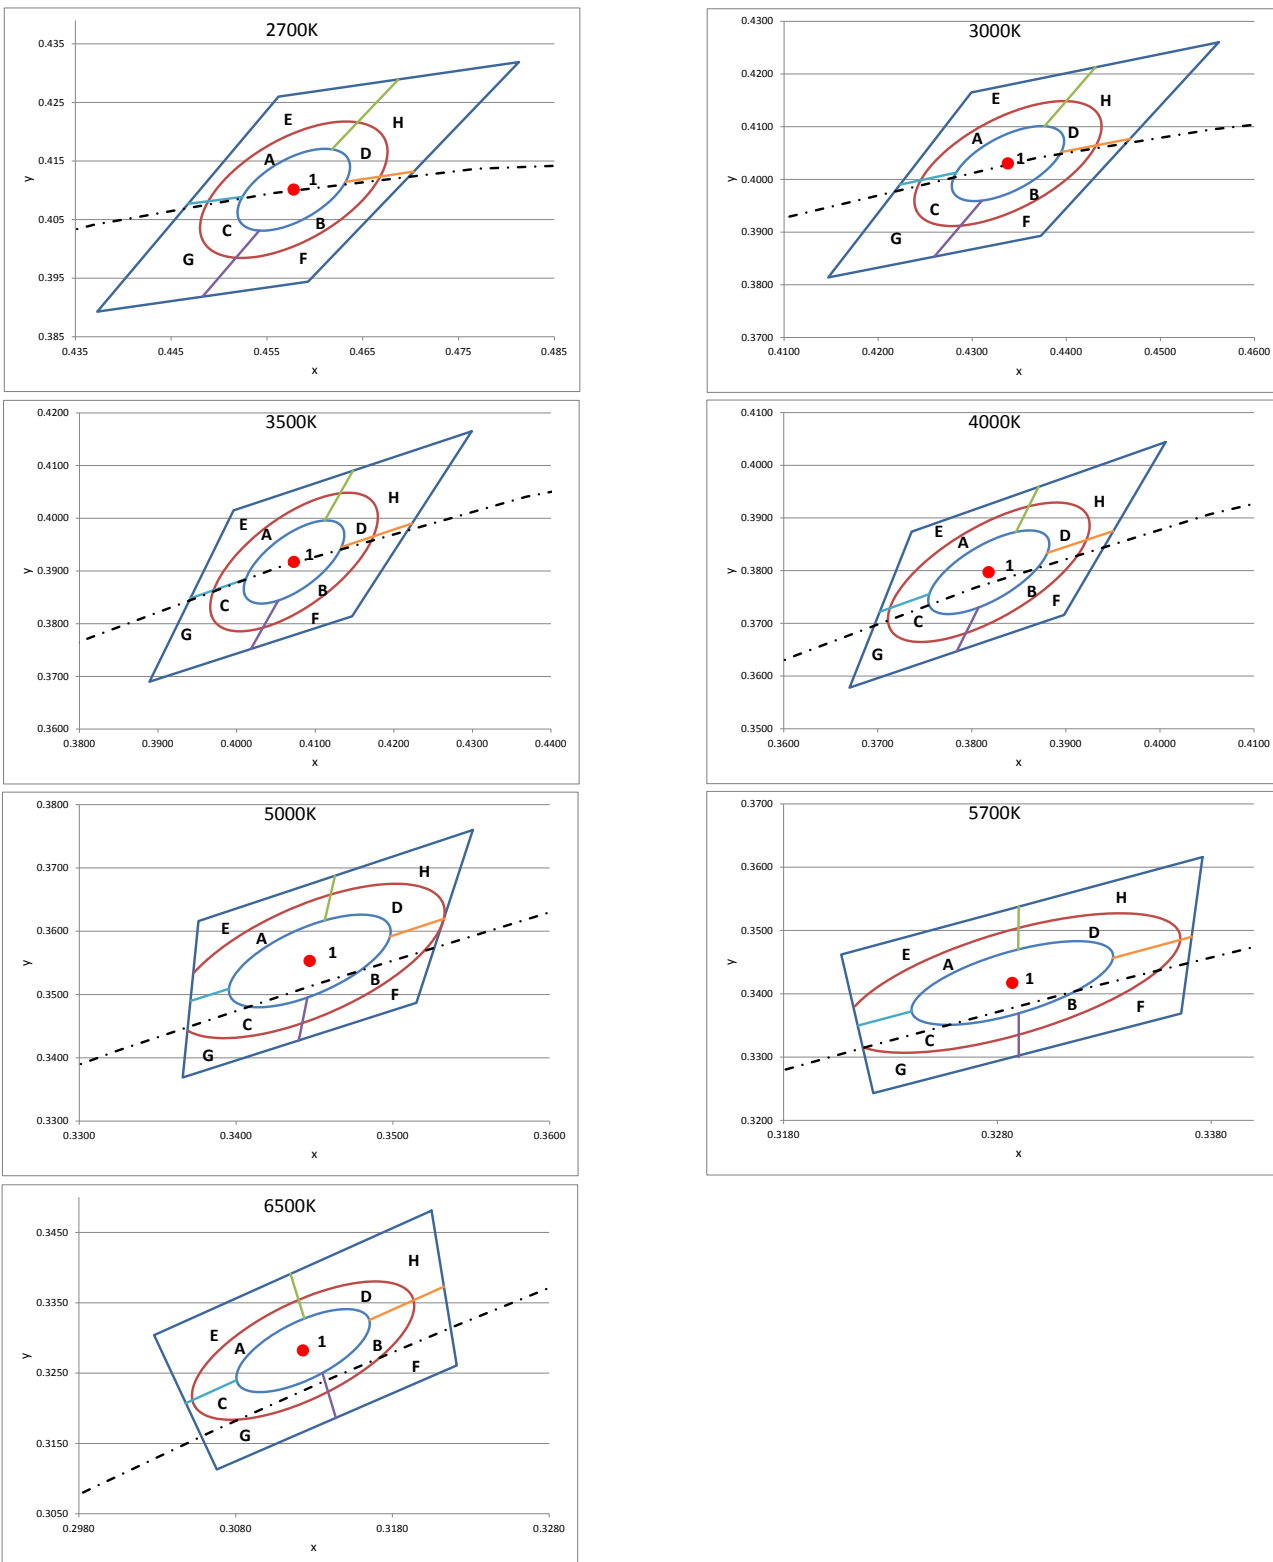 2700K
0.435
0.425
0.415
0.405
0.395
0.385
0.435 0.445 0.455 0.465 0.475 0.485
y
x
E
H
A
D
1
C
B
G
F
3000K
0.4300
0.4200
0.4100
0.4000
0.3900
0.3800
0.3700
0.4100 0.4200 0.4300 0.4400 0.4500 0.4600
y
x
E
H
A
D
1
B
C
F
G
3500K
0.4200
0.4100
0.4000
0.3900
0.3800
0.3700
0.3600
0.3800 0.3900 0.4000 0.4100 0.4200 0.4300 0.4400
y
x
H
E
A
D
1
B
C
F
G
4000K
0.4100
0.4000
0.3900
0.3800
0.3700
0.3600
0.3500
0.3600 0.3700 0.3800 0.3900 0.4000 0.4100
y
x
H
E
A
D
1
B
F
C
G
5000K
0.3800
0.3700
0.3600
0.3500
0.3400
0.3300
0.3300 0.3400 0.3500 0.3600
y
x
H
D
E
A
1
B
F
C
G
5700K
0.3700
0.3600
0.3500
0.3400
0.3300
0.3200
0.3180 0.3280 0.3380
y
x
H
D
E
A
1
B
F
C
G
6500K
0.3450
0.3350
0.3250
0.3150
0.3050
0.2980 0.3080 0.3180 0.3280
y
x
H
D
E
A
1
B
F
C
G